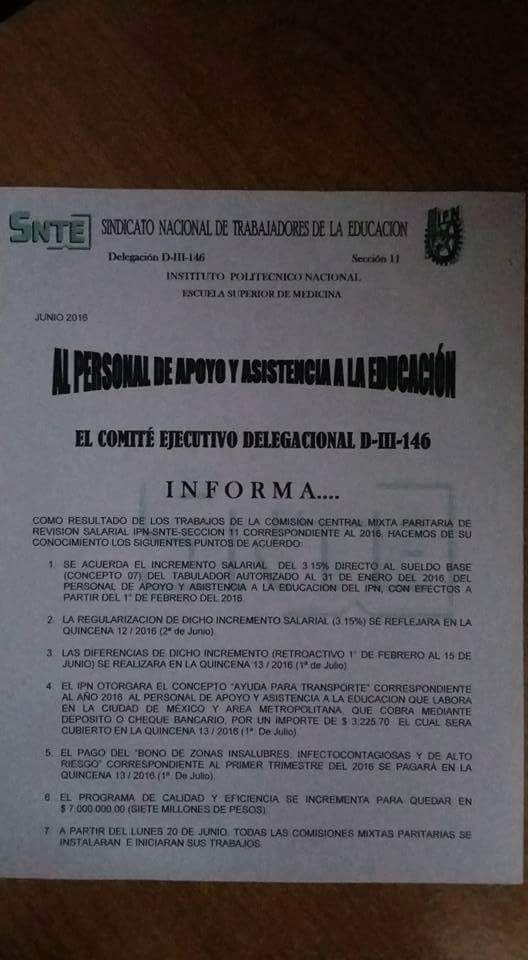 SNTE
SINDICATO NACIONAL DE TRABAJADORES DE LA EDUCACION
I.P.N
Delegación D-III-146 Sección 11
INSTITUTO POLITECNICO NACIONAL
ESCUELA SUPERIOR DE MEDICINA
JUNIO 2016
AL PERSONAL DE APOYO Y ASISTENCIA A LA EDUCACIÓN
EL COMITÉ EJECUTIVO DELEGACIONAL D-III-146
INFORMA....
COMO RESULTADO DE LOS TRABAJOS DE LA COMISION CENTRAL MIXTA PARITARIA DE
REVISION SALARIAL IPN-SNTE-SECCION 11 CORRESPONDIENTE AL 2016, HACEMOS DE SU
CONOCIMIENTO LOS SIGUIENTES PUNTOS DE ACUERDO:
1. SE ACUERDA EL INCREMENTO SALARIAL DEL 3.15% DIRECTO AL SUELDO BASE
(CONCEPTO 07) DEL TABULADOR AUTORIZADO AL 31 DE ENERO DEL 2016, DEL
PERSONAL DE APOYO Y ASISTENCIA A LA EDUCACION DEL IPN, CON EFECTOS A
PARTIR DEL 1° DE FEBRERO DEL 2016.
2. LA REGULARIZACION DE DICHO INCREMENTO SALARIAL (3.15%) SE REFLEJARA EN LA
QUINCENA 12 / 2016 (2ª de Junio).
3. LAS DIFERENCIAS DE DICHO INCREMENTO (RETROACTIVO 1° DE FEBRERO AL 15 DE
JUNIO) SE REALIZARA EN LA QUINCENA 13 / 2016 (1ª de Julio).
4. EL IPN OTORGARA EL CONCEPTO "AYUDA PARA TRANSPORTE" CORRESPONDIENTE
AL AÑO 2016 AL PERSONAL DE APOYO Y ASISTENCIA A LA EDUCACION QUE LABORA
EN LA CIUDAD DE MÉXICO Y AREA METROPOLITANA, QUE COBRA MEDIANTE
DEPOSITO O CHEQUE BANCARIO, POR UN IMPORTE DE $ 3,225.70 EL CUAL SERA
CUBIERTO EN LA QUINCENA 13 / 2016 (1ª. De Julio)
5. EL PAGO DEL "BONO DE ZONAS INSALUBRES, INFECTOCONTAGIOSAS Y DE ALTO
RIESGO" CORRESPONDIENTE AL PRIMER TRIMESTRE DEL 2016 SE PAGARÁ EN LA
QUINCENA 13 / 2016 (1ª. De Julio).
6. EL PROGRAMA DE CALIDAD Y EFICIENCIA SE INCREMENTA PARA QUEDAR EN
$ 7,000,000.00 (SIETE MILLONES DE PESOS).
7. A PARTIR DEL LUNES 20 DE JUNIO, TODAS LAS COMISIONES MIXTAS PARITARIAS SE
INSTALARAN E INICIARAN SUS TRABAJOS.